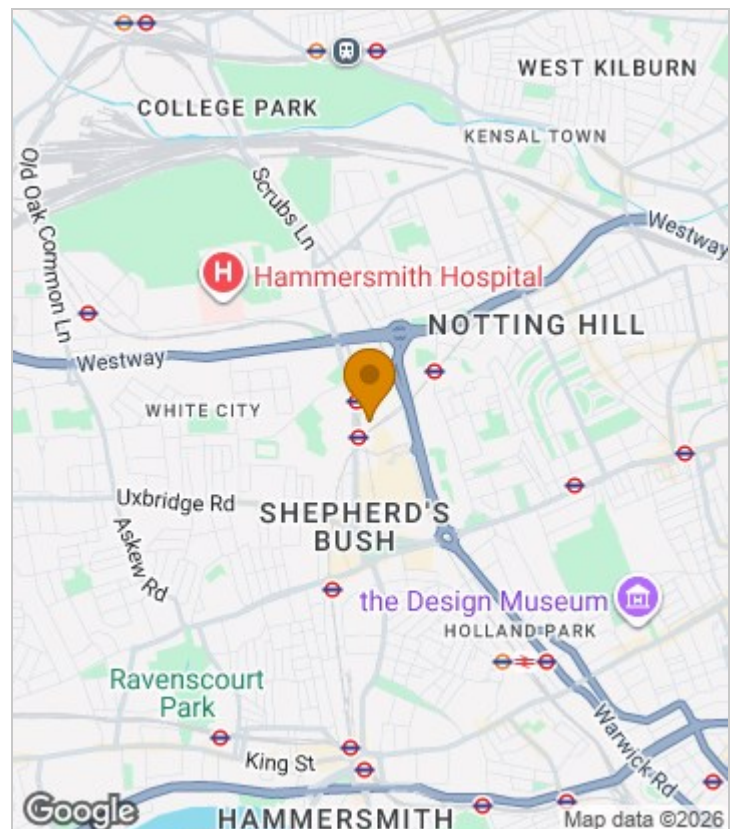 WEST KILBURN
COLLEGE PARK
KENSAL TOWN
Old Oak Common Ln
Scrubs Ln
Westway
H
Hammersmith Hospital
NOTTING HILL
Westway
WHITE CITY
Uxbridge Rd
SHEPHERD'S
BUSH
Askew Rd
the Design Museum
HOLLAND PARK
Ravenscourt
Park
Warwick Rd
King St
Google
HAMMERSMITH
Map data ©2026